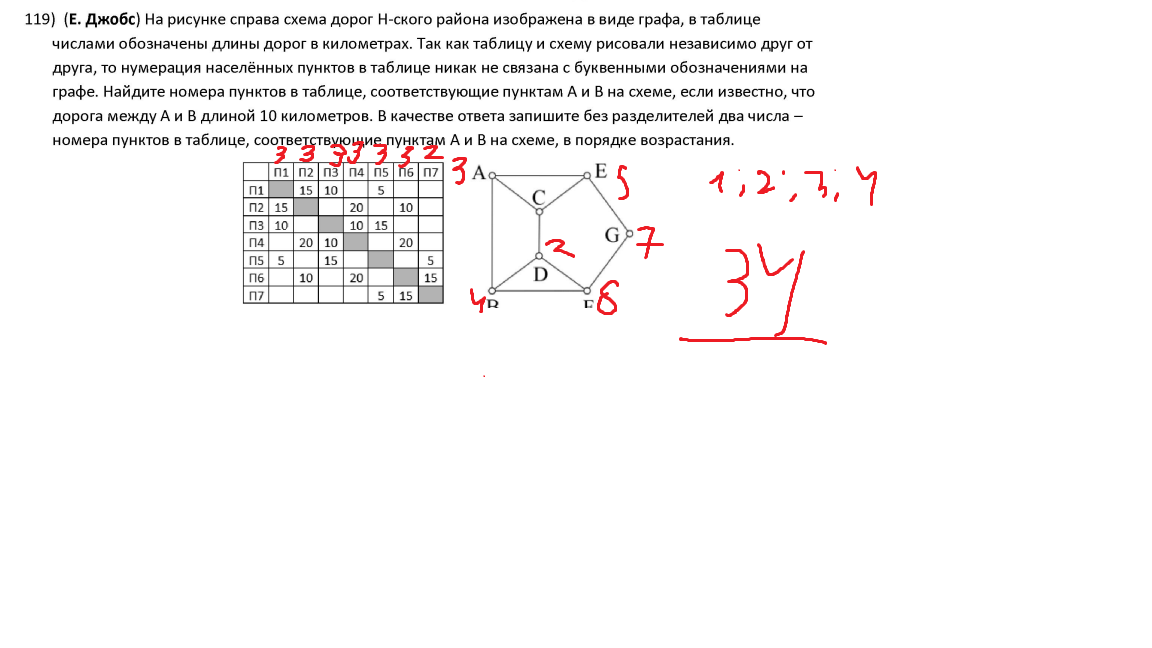 119) (Е. Джобс) На рисунке справа схема дорог Н-ского района изображена в виде графа, в таблице
числами обозначены длины дорог в километрах. Так как таблицу и схему рисовали независимо друг от
друга, то нумерация населённых пунктов в таблице никак не связана с буквенными обозначениями на
графе. Найдите номера пунктов в таблице, соответствующие пунктам А и В на схеме, если известно, что
дорога между А и В длиной 10 километров. В качестве ответа запишите без разделителей два числа –
номера пунктов в таблице, соответствующие пунктам А и В на схеме, в порядке возрастания.
3 3 3 3 3 3 2
П1 П2 П3 П4 П5 П6 П7
П1 15 10 5
П2 15 20 10
П3 10 10 15
П4 20 10 20
П5 5 15 5
П6 10 20 15
П7 5 15
3 A E 5
C
G 7
2
D
4 B F 6
1; 2; 3; 4
34